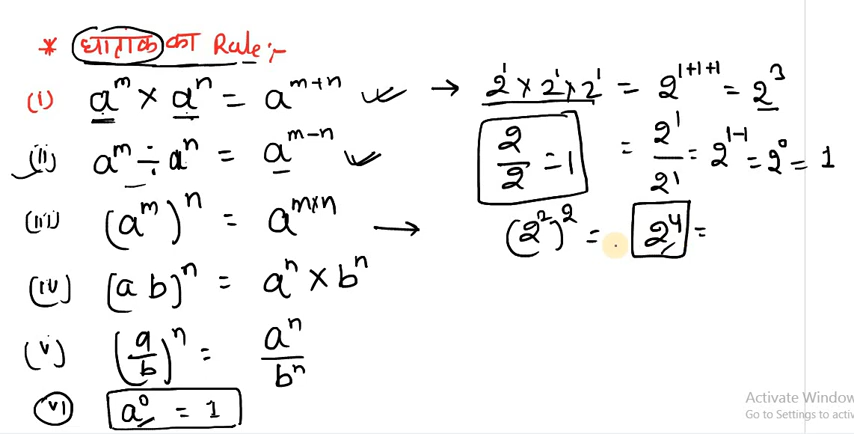 * घाताक का Rule :-
(i) a^m × a^n = a^(m+n) → 2^1 × 2^1 × 2^1 = 2^(1+1+1) = 2^3
(ii) a^m ÷ a^n = a^(m-n) 2/2 = 1 = 2^1/2^1 = 2^(1-1) = 2^0 = 1
(iii) (a^m)^n = a^(m×n) → (2^2)^2 = 2^4 =
(iv) (a b)^n = a^n × b^n
(v) (a/b)^n = a^n/b^n
(vi) a^0 = 1
Activate Window
Go to Settings to activ